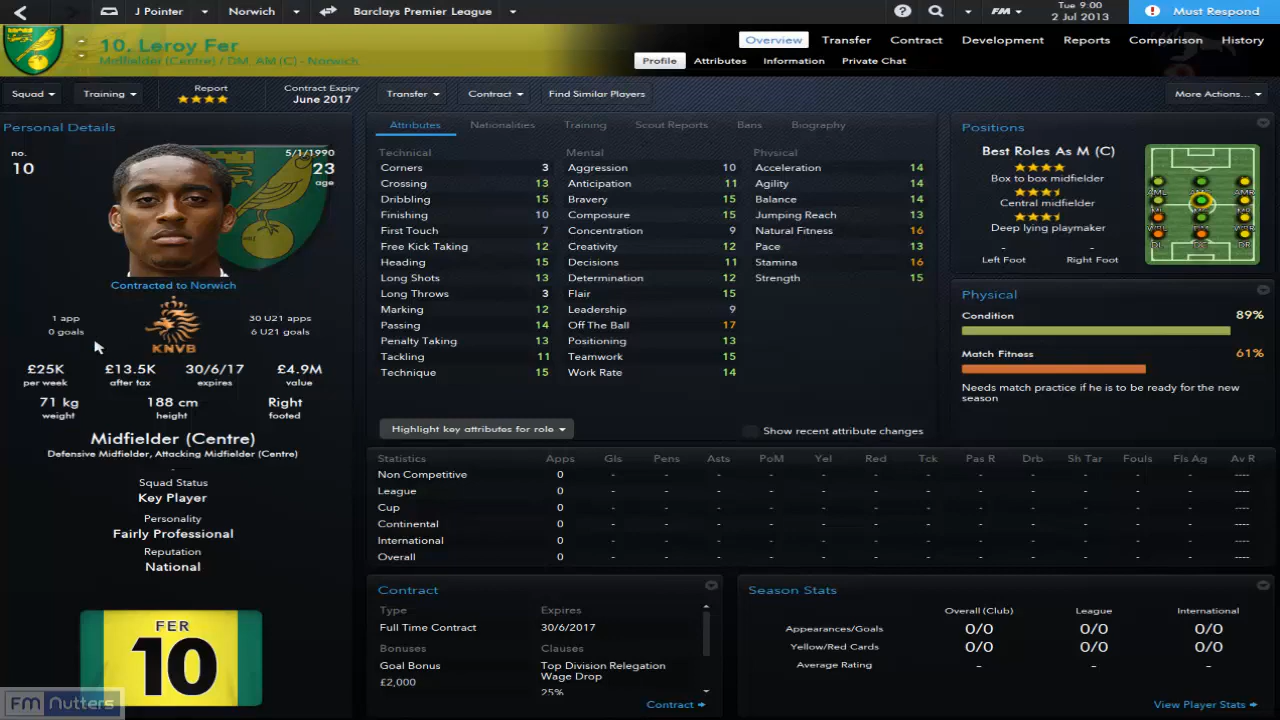 J Pointer
Norwich
Barclays Premier League
FM
Tue 9:00
2 Jul 2013
Must Respond
10. Leroy Fer
Midfielder (Centre) / DM, AM (C) - Norwich
Overview
Transfer
Contract
Development
Reports
Comparison
History
Profile
Attributes
Information
Private Chat
Squad
Training
Report
Contract Expiry
June 2017
Transfer
Contract
Find Similar Players
More Actions...
Personal Details
no.
10
5/1/1990
23
age
Contracted to Norwich
1 app
0 goals
KNVB
30 U21 apps
6 U21 goals
£25K
per week
£13.5K
after tax
30/6/17
expires
£4.9M
value
71 kg
weight
188 cm
height
Right
footed
Midfielder (Centre)
Defensive Midfielder, Attacking Midfielder (Centre)
-
Squad Status
Key Player
Personality
Fairly Professional
Reputation
National
FER
10
FM Nutters
Attributes
Nationalities
Training
Scout Reports
Bans
Biography
Technical
Corners 3
Crossing 13
Dribbling 15
Finishing 10
First Touch 7
Free Kick Taking 12
Heading 15
Long Shots 13
Long Throws 3
Marking 12
Passing 14
Penalty Taking 13
Tackling 11
Technique 15
Mental
Aggression 10
Anticipation 11
Bravery 15
Composure 15
Concentration 9
Creativity 12
Decisions 11
Determination 12
Flair 15
Leadership 9
Off The Ball 17
Positioning 13
Teamwork 15
Work Rate 14
Physical
Acceleration 14
Agility 14
Balance 14
Jumping Reach 13
Natural Fitness 16
Pace 13
Stamina 16
Strength 15
Highlight key attributes for role
Show recent attribute changes
Positions
Best Roles As M (C)
Box to box midfielder
Central midfielder
Deep lying playmaker
- -
Left Foot Right Foot
AML
AMR
DL
DC
DR
Physical
Condition 89%
Match Fitness 61%
Needs match practice if he is to be ready for the new
season
Statistics Apps Gls Pens Asts PoM Yel Red Tck Pas R Drb Sh Tar Fouls Fls Ag Av R
Non Competitive 0 - - - - - - - - - - - - ----
League 0 - - - - - - - - - - - - ----
Cup 0 - - - - - - - - - - - - ----
Continental 0 - - - - - - - - - - - - ----
International 0 - - - - - - - - - - - - ----
Overall 0 - - - - - - - - - - - - ----
Contract
Type
Full Time Contract
Bonuses
Goal Bonus
£2,000
Expires
30/6/2017
Clauses
Top Division Relegation
Wage Drop
25%
Contract
Season Stats
Overall (Club) League International
Appearances/Goals 0/0 0/0 0/0
Yellow/Red Cards 0/0 0/0 0/0
Average Rating - - -
View Player Stats